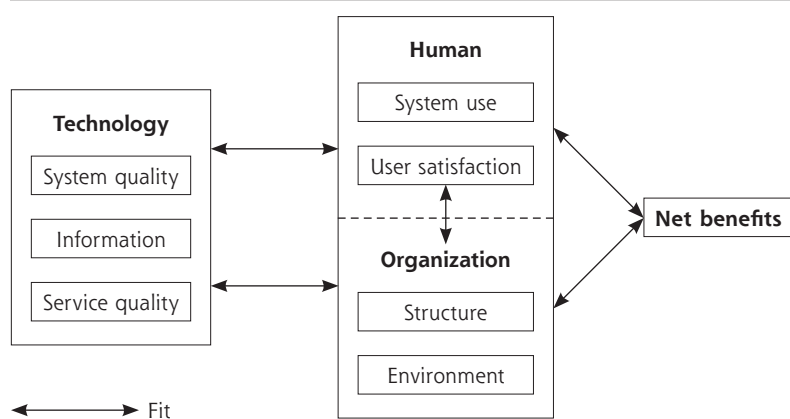 Technology
System quality
Information
Service quality
Human
System use
User satisfaction
Organization
Structure
Environment
Net benefits
Fit